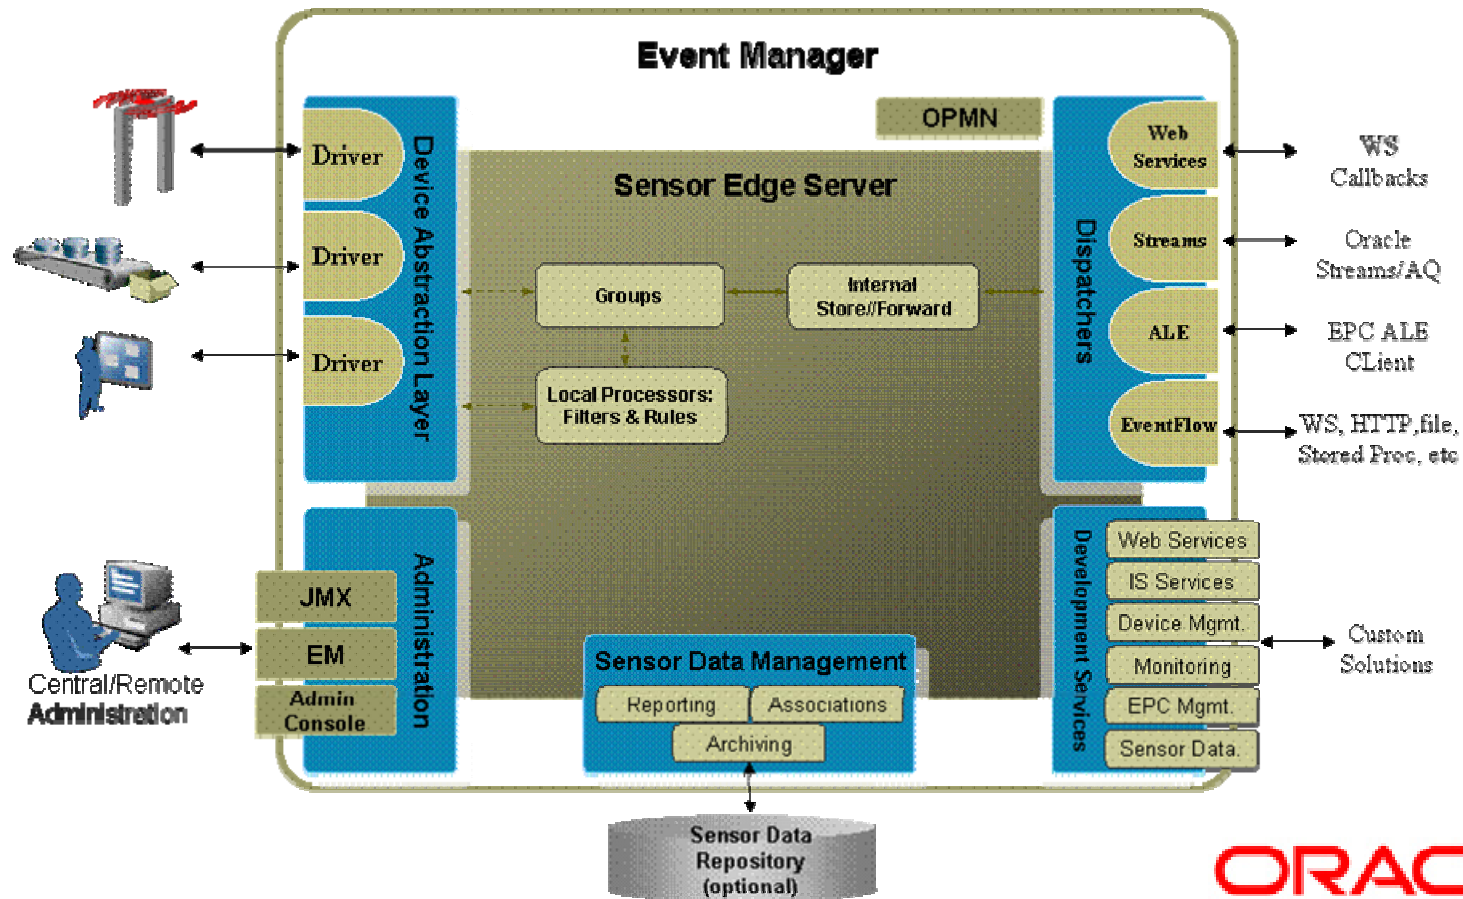 Event Manager
OPMN
Sensor Edge Server
Driver
Driver
Driver
Device Abstraction Layer
Groups
Internal
Store//Forward
Local Processors:
Filters & Rules
Dispatchers
Web
Services
Streams
ALE
EventFlow
WS
Callbacks
Oracle
Streams/AQ
EPC ALE
CLient
WS, HTTP,file,
Stored Proc, etc
Central/Remote
Administration
JMX
EM
Admin
Console
Administration
Sensor Data Management
Reporting
Associations
Archiving
Sensor Data
Repository
(optional)
Development Services
Web Services
IS Services
Device Mgmt.
Monitoring
EPC Mgmt.
Sensor Data.
Custom
Solutions
ORAC